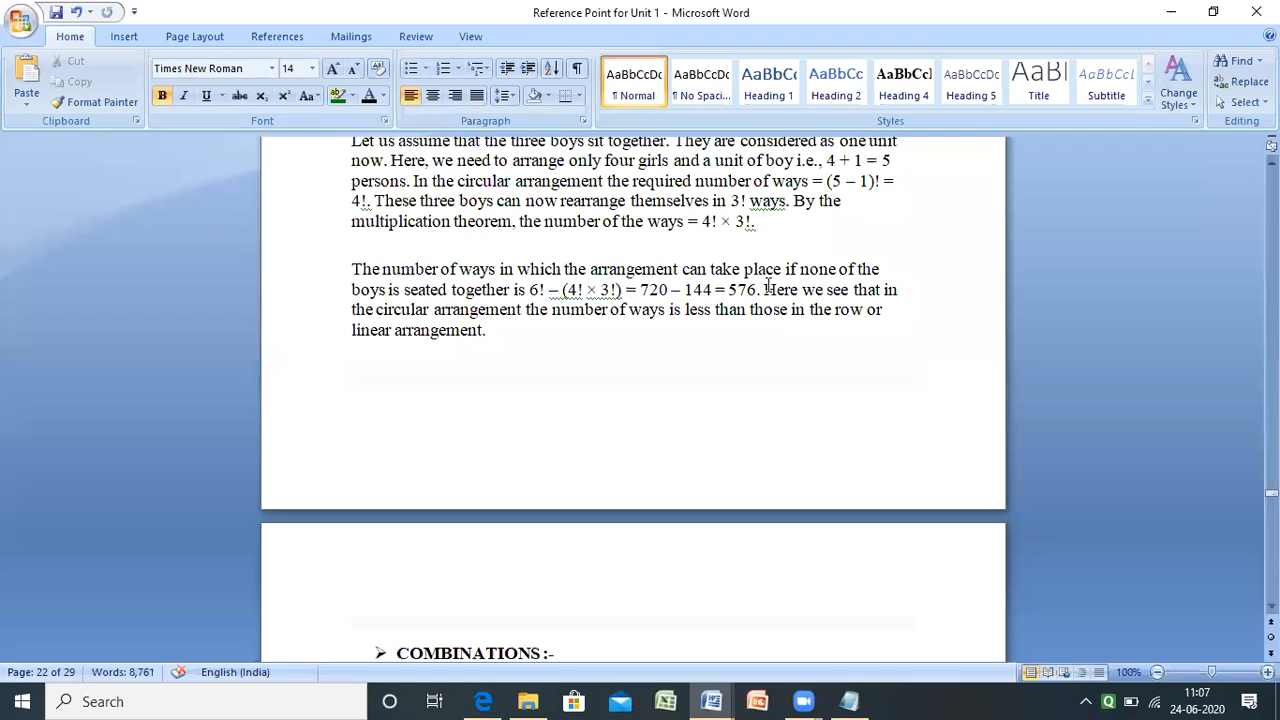 Reference Point for Unit 1 - Microsoft Word
Home Insert Page Layout References Mailings Review View
Paste
Cut
Copy
Format Painter
Clipboard
Times New Roman 14
Font
Paragraph
AaBbCcDc AaBbCcDc AaBbCc AaBbCc AaBbCcI AaBbCcDc AaBl AaBbCcL
¶ Normal ¶ No Spaci... Heading 1 Heading 2 Heading 4 Heading 5 Title Subtitle
Change Styles
Styles
Find
Replace
Select
Editing
Let us assume that the three boys sit together. They are considered as one unit
now. Here, we need to arrange only four girls and a unit of boy i.e., 4 + 1 = 5
persons. In the circular arrangement the required number of ways = (5 – 1)! =
4!. These three boys can now rearrange themselves in 3! ways. By the
multiplication theorem, the number of the ways = 4! × 3!.
The number of ways in which the arrangement can take place if none of the
boys is seated together is 6! – (4! × 3!) = 720 – 144 = 576. Here we see that in
the circular arrangement the number of ways is less than those in the row or
linear arrangement.
➢ COMBINATIONS :-
Page: 22 of 29 Words: 8,761 English (India) 100%
Search
11:07
24-06-2020